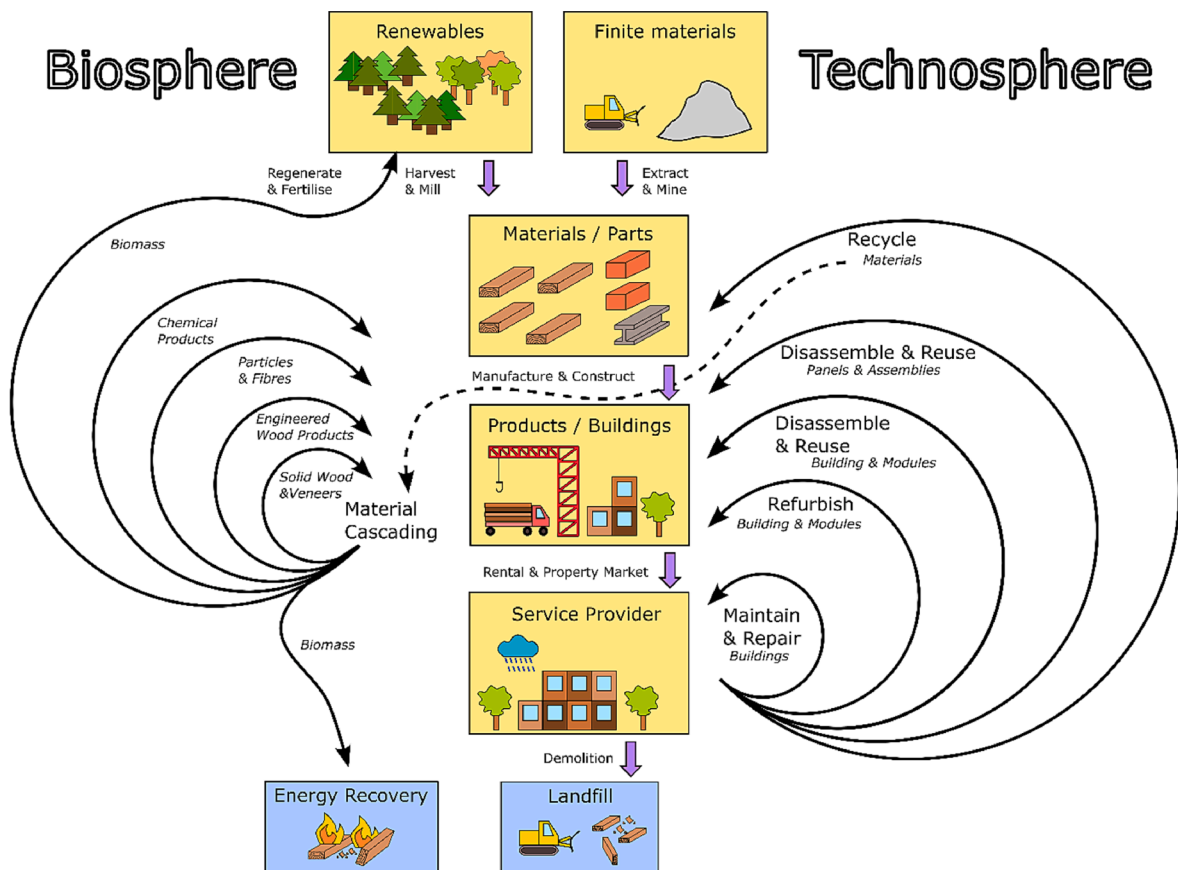 Biosphere
Renewables
Finite materials
Technosphere
Regenerate
& Fertilise
Harvest
& Mill
Extract
& Mine
Biomass
Materials / Parts
Recycle
Materials
Chemical
Products
Particles
& Fibres
Engineered
Wood Products
Solid Wood
&Veneers
Material
Cascading
Manufacture & Construct
Disassemble & Reuse
Panels & Assemblies
Products / Buildings
Disassemble
& Reuse
Building & Modules
Refurbish
Building & Modules
Rental & Property Market
Service Provider
Maintain
& Repair
Buildings
Biomass
Demolition
Energy Recovery
Landfill